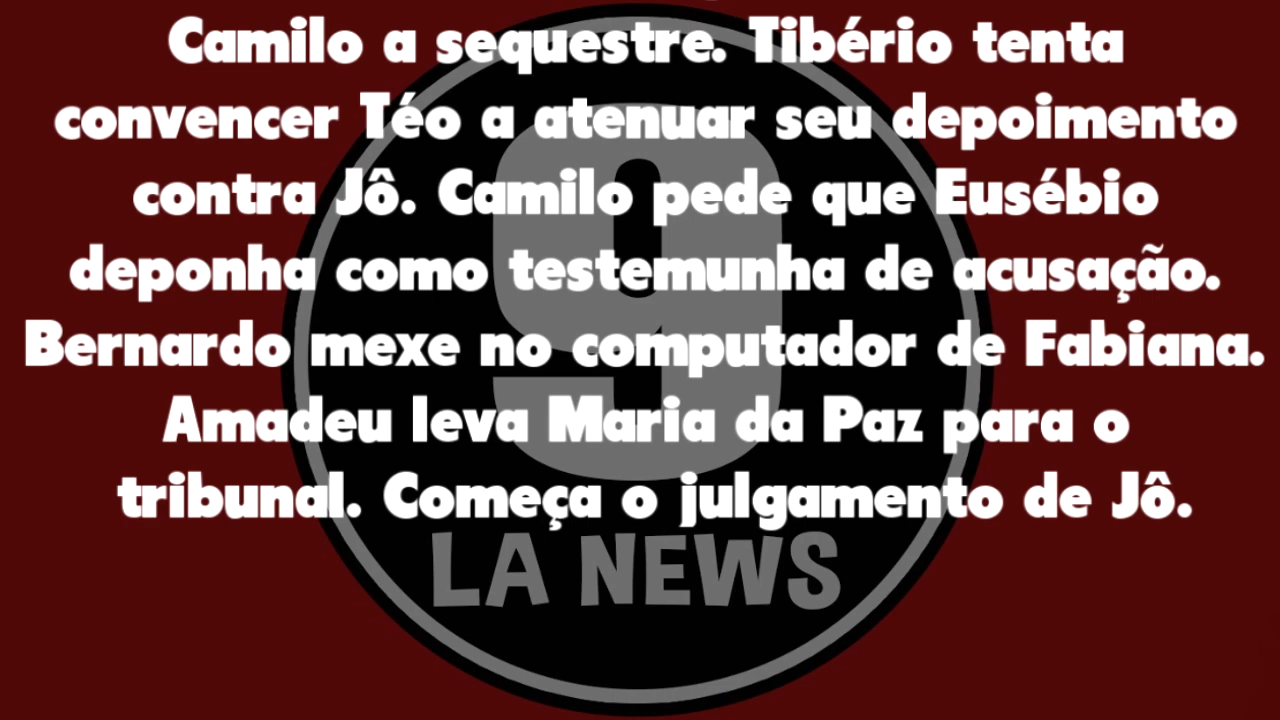 Camilo a sequestre. Tibério tenta
convencer Téo a atenuar seu depoimento
contra Jô. Camilo pede que Eusébio
deponha como testemunha de acusação.
Bernardo mexe no computador de Fabiana.
Amadeu leva Maria da Paz para o
tribunal. Começa o julgamento de Jô.
9
LA NEWS